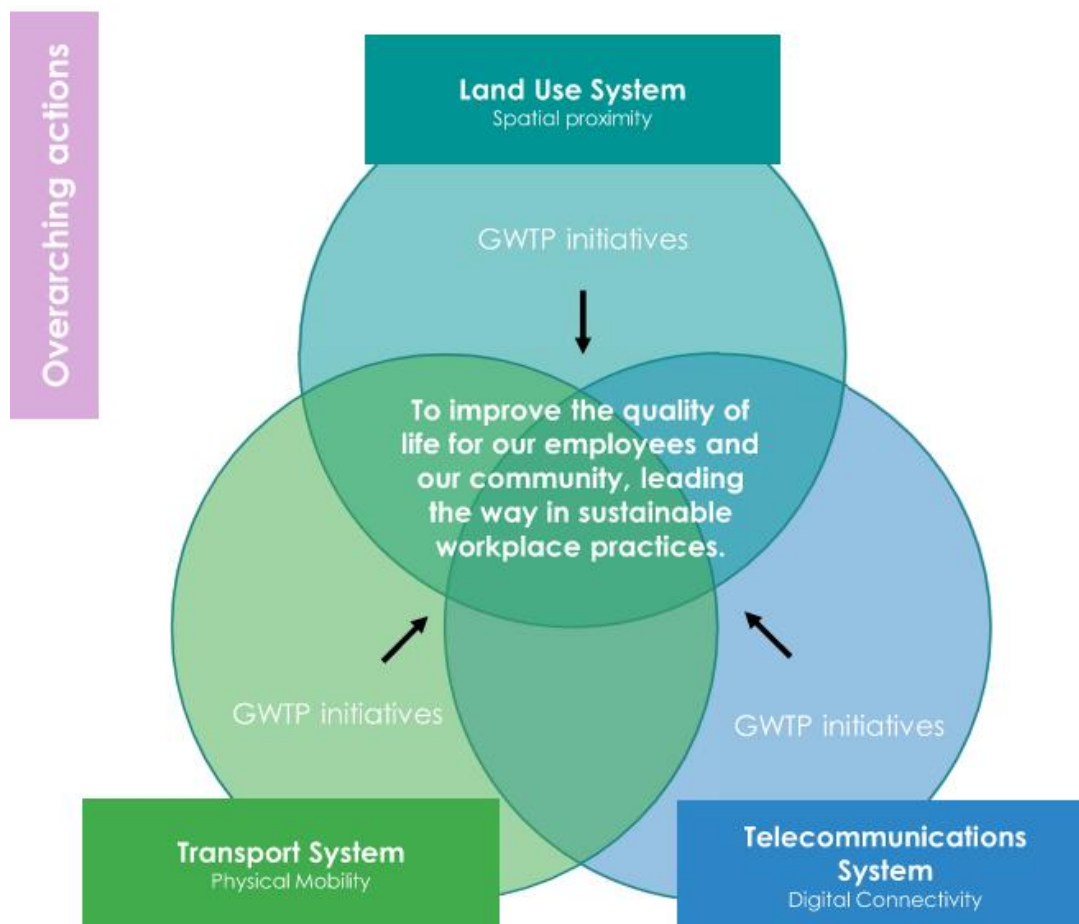 Overarching actions
Land Use System
Spatial proximity
GWTP initiatives
To improve the quality of
life for our employees and
our community, leading
the way in sustainable
workplace practices.
GWTP initiatives
GWTP initiatives
Transport System
Physical Mobility
Telecommunications
System
Digital Connectivity